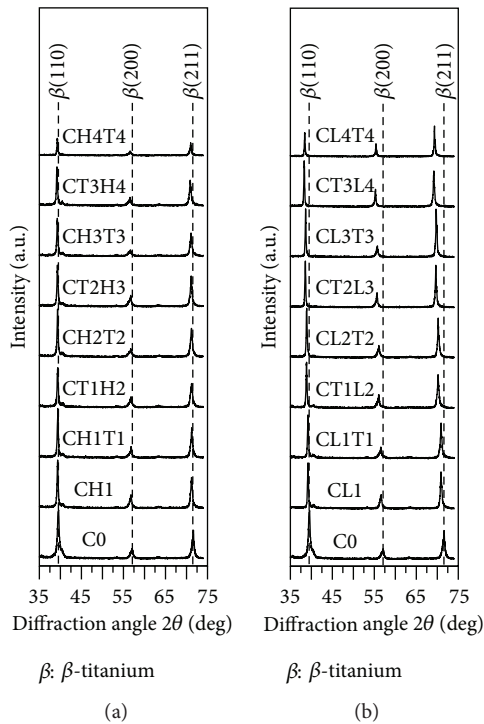 β(110)
β(200)
β(211)
CH4T4
CT3H4
CH3T3
CT2H3
CH2T2
CT1H2
CH1T1
CH1
C0
Intensity (a.u.)
35 45 55 65 75
Diffraction angle 2θ (deg)
β: β-titanium
(a)
β(110)
β(200)
β(211)
CL4T4
CT3L4
CL3T3
CT2L3
CL2T2
CT1L2
CL1T1
CL1
C0
Intensity (a.u.)
35 45 55 65 75
Diffraction angle 2θ (deg)
β: β-titanium
(b)